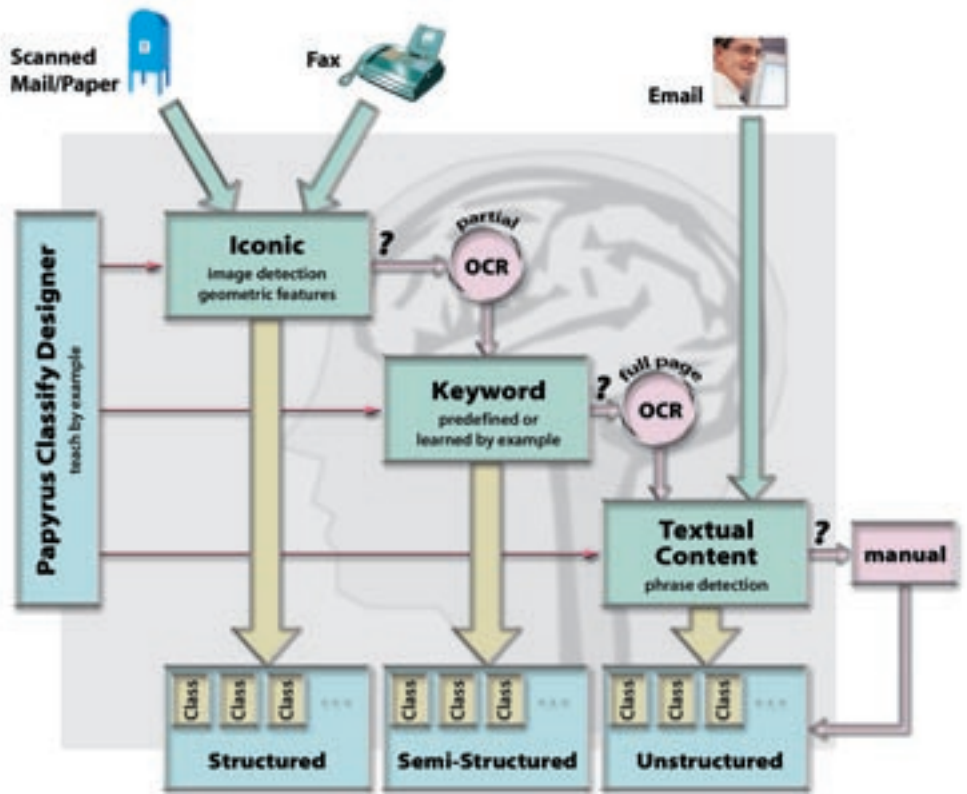 Scanned
Mail/Paper
Fax
Email
Papyrus Classify Designer
teach by example
Iconic
image detection
geometric features
?
partial
OCR
Keyword
predefined or
learned by example
?
full page
OCR
Textual
Content
phrase detection
?
manual
Class
Class
Class
...
Structured
Class
Class
Class
...
Semi-Structured
Class
Class
Class
...
Unstructured